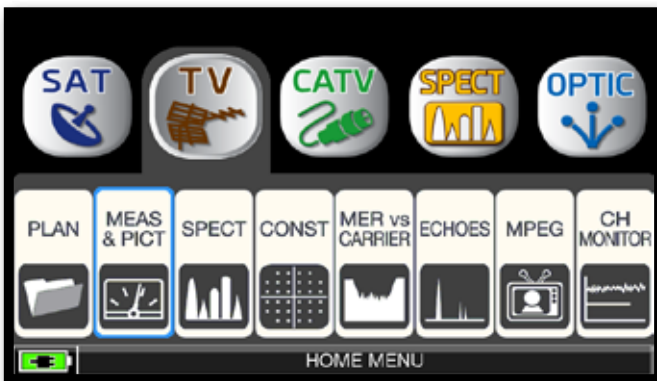 SAT
TV
CATV
SPECT
OPTIC
PLAN
MEAS
& PICT
SPECT
CONST
MER vs
CARRIER
ECHOES
MPEG
CH
MONITOR
HOME MENU